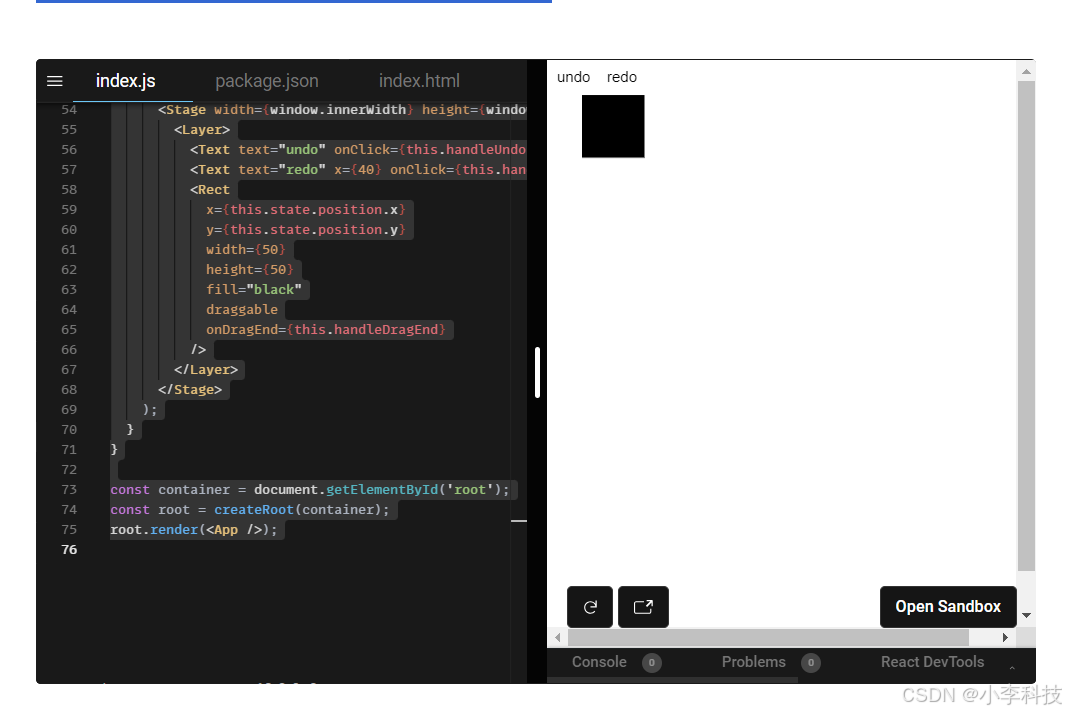 index.js package.json index.html
54 <Stage width={window.innerWidth} height={windo
55 <Layer>
56 <Text text="undo" onClick={this.handleUndo
57 <Text text="redo" x={40} onClick={this.han
58 <Rect
59 x={this.state.position.x}
60 y={this.state.position.y}
61 width={50}
62 height={50}
63 fill="black"
64 draggable
65 onDragEnd={this.handleDragEnd}
66 />
67 </Layer>
68 </Stage>
69 );
70 }
71 }
72
73 const container = document.getElementById('root');
74 const root = createRoot(container);
75 root.render(<App />);
76
undo redo
Open Sandbox
Console 0 Problems 0 React DevTools
CSDN @小李科技